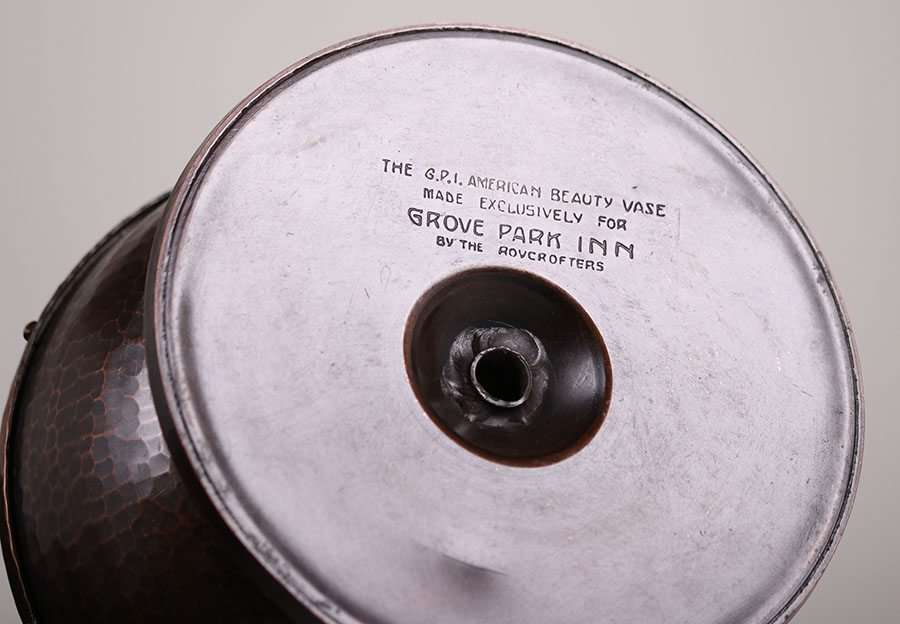 THE G.P.I. AMERICAN BEAUTY VASE
MADE EXCLUSIVELY FOR
GROVE PARK INN
BY THE ROYCROFTERS